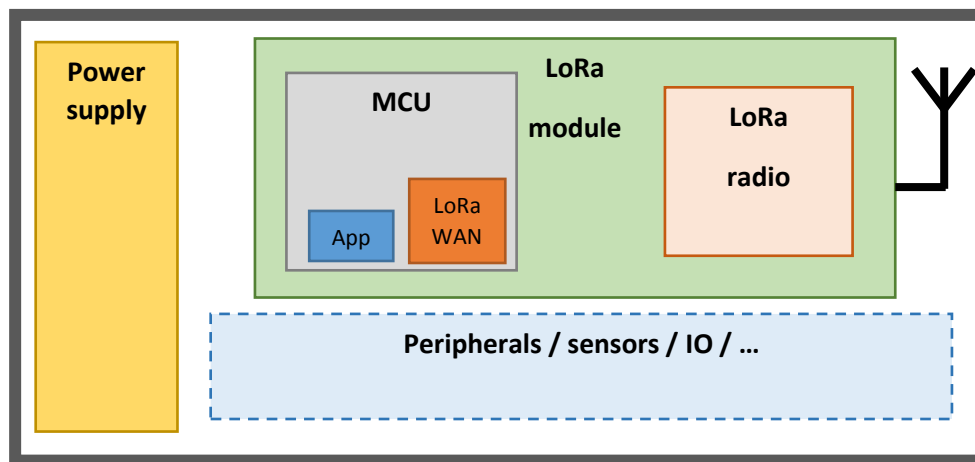 Power
supply
LoRa
module
MCU
App
LoRa
WAN
LoRa
radio
Peripherals / sensors / IO / …